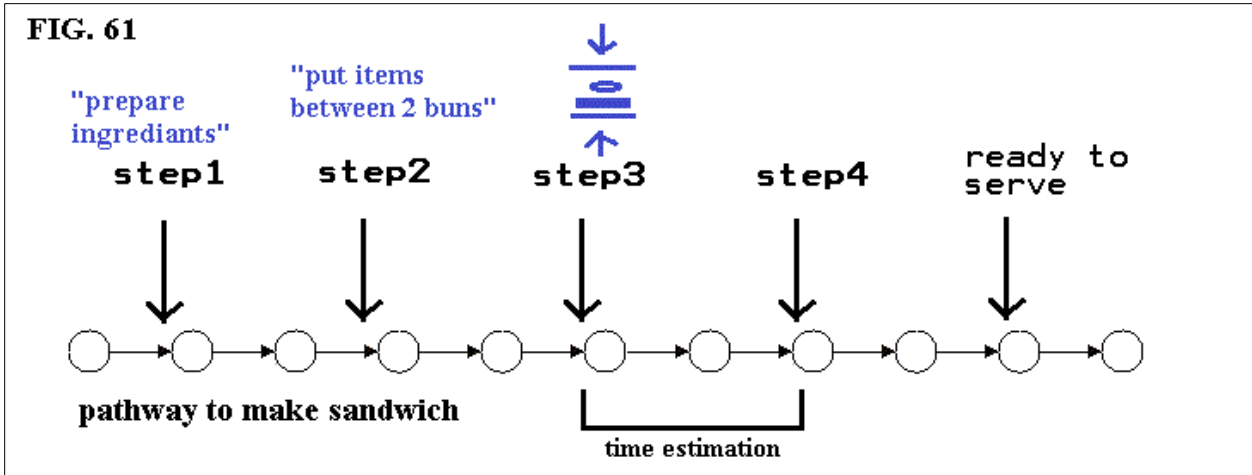 FIG. 61
"prepare
ingrediants"
"put items
between 2 buns"
step1
step2
step3
step4
ready to
serve
pathway to make sandwich
time estimation